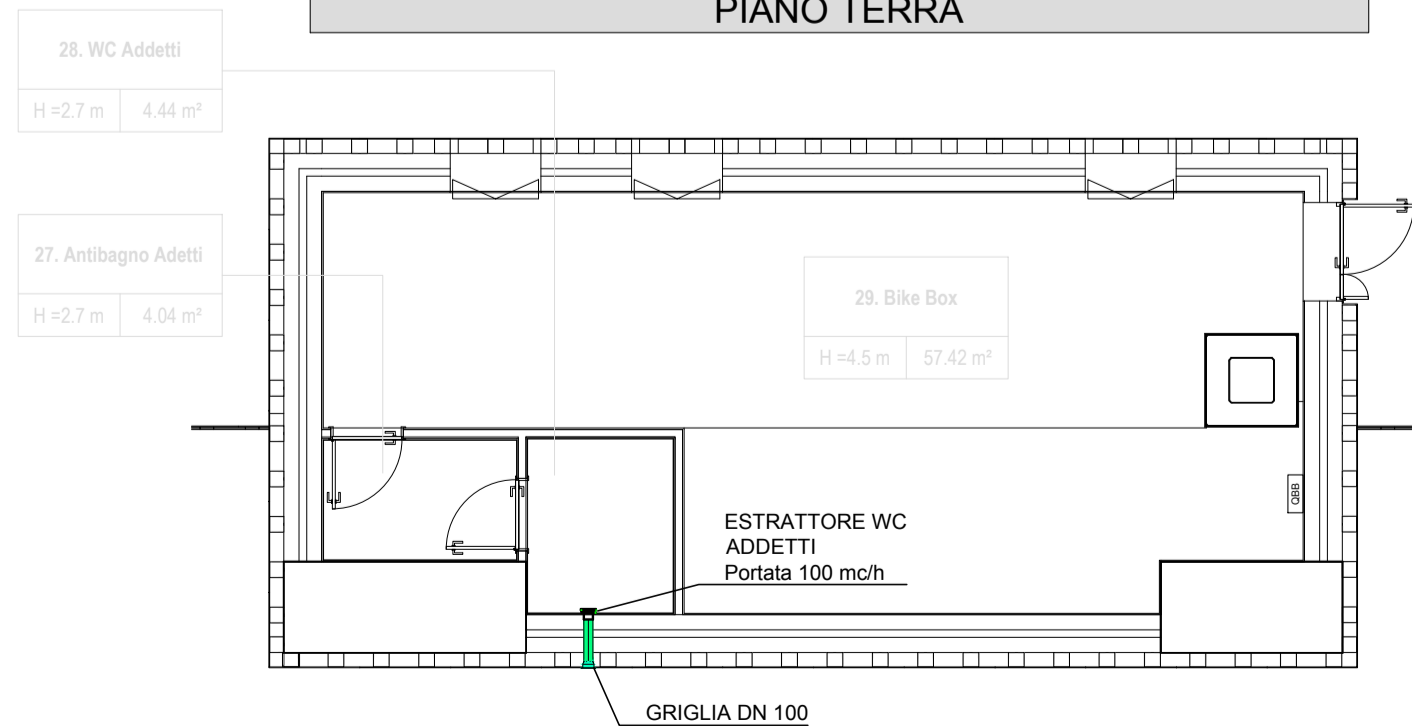 PIANO TERRA
28. WC Addetti
H =2.7 m 4.44 m²
27. Antibagno Adetti
H =2.7 m 4.04 m²
29. Bike Box
H =4.5 m 57.42 m²
QBB
ESTRATTORE WC
ADDETTI
Portata 100 mc/h
GRIGLIA DN 100